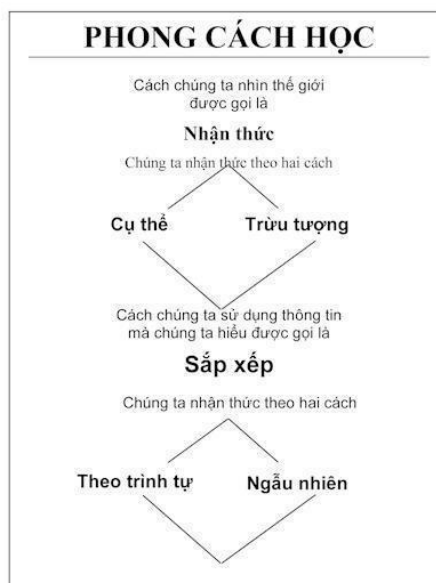 PHONG CÁCH HỌC
Cách chúng ta nhìn thế giới
được gọi là
Nhận thức
Chúng ta nhận thức theo hai cách
Cụ thể
Trừu tượng
Cách chúng ta sử dụng thông tin
mà chúng ta hiểu được gọi là
Sắp xếp
Chúng ta nhận thức theo hai cách
Theo trình tự
Ngẫu nhiên